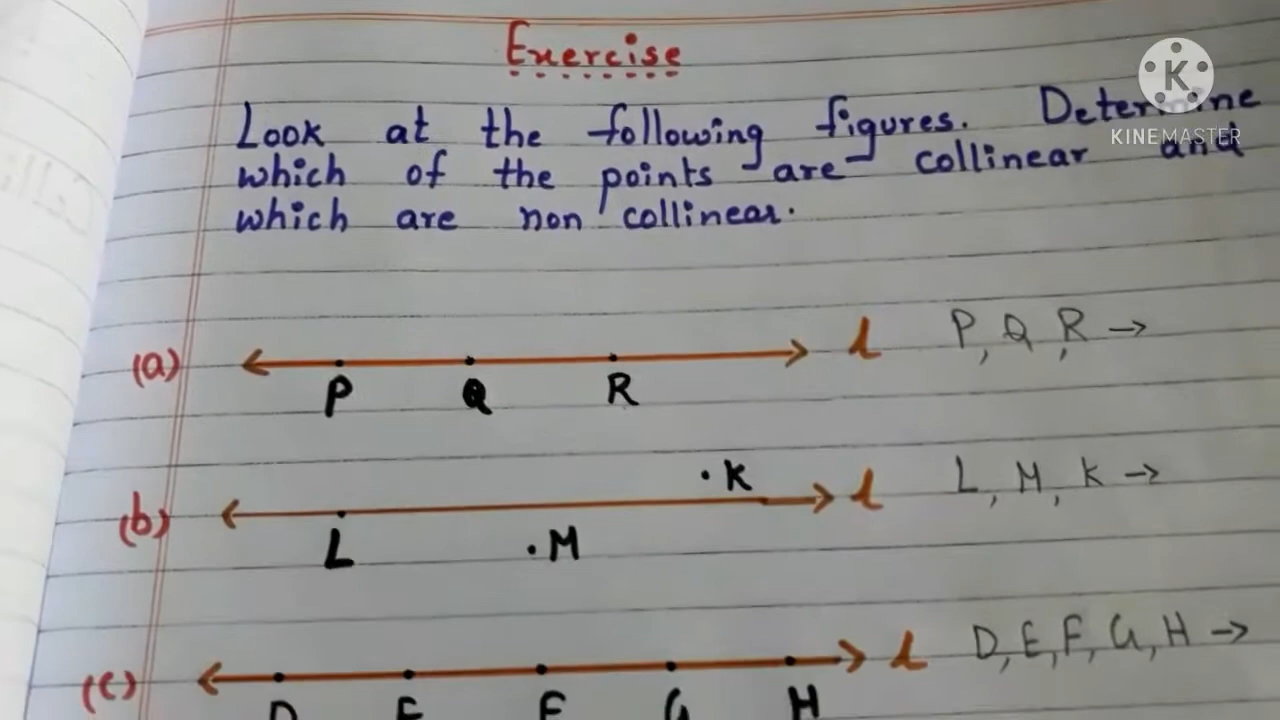 Exercise
Look at the following figures. Determine
which of the points are collinear and
which are non collinear.
K
KINEMASTER
(a) l P, Q, R →
P Q R
.K
(b) l L, M, K →
L .M
(c) l D, E, F, G, H →
D E F G H